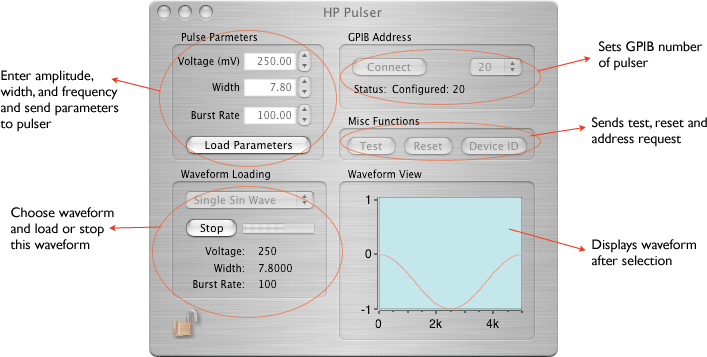 HP Pulser
Pulse Parmeters
Voltage (mV) 250.00
Width 7.80
Burst Rate 100.00
Load Parameters
GPIB Address
Connect 20
Status: Configured: 20
Misc Functions
Test Reset Device ID
Waveform Loading
Single Sin Wave
Stop
Voltage: 250
Width: 7.8000
Burst Rate: 100
Waveform View
1
0
-1
0 2k 4k
Enter amplitude,
width, and frequency
and send parameters
to pulser
Choose waveform
and load or stop
this waveform
Sets GPIB number
of pulser
Sends test, reset and
address request
Displays waveform
after selection